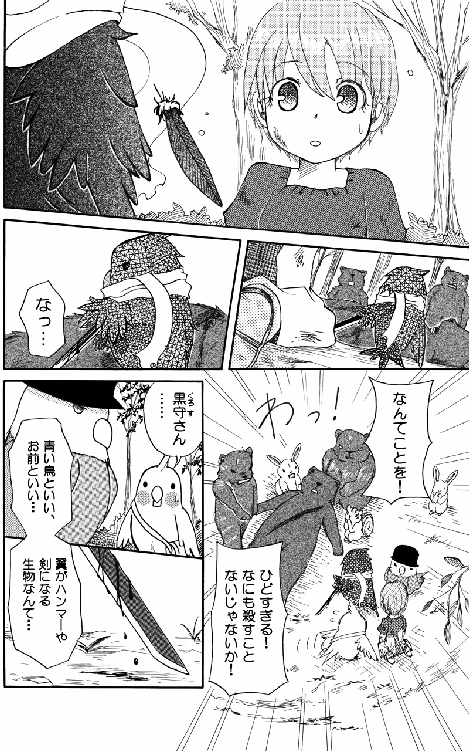 なっ…
なんてことを！
わっ！
ひどすぎる！
なにも殺すこと
ないじゃないか！
黒守さん
くろす
……
青い鳥といい、
お前といい…
翼がハンマーや
剣になる
生物なんて…